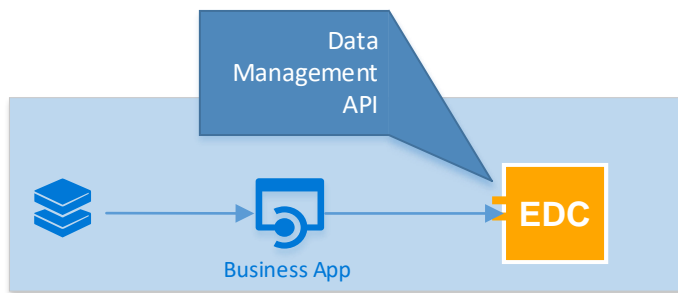 Data
Management
API
EDC
Business App